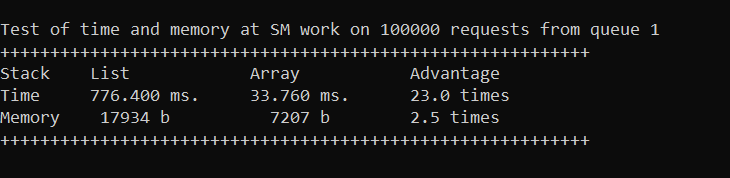 Test of time and memory at SM work on 100000 requests from queue 1
+++++++++++++++++++++++++++++++++++++++++++++++++++++++++++
Stack    List            Array           Advantage
Time     776.400 ms.     33.760 ms.      23.0 times
Memory    17934 b          7207 b        2.5 times
+++++++++++++++++++++++++++++++++++++++++++++++++++++++++++